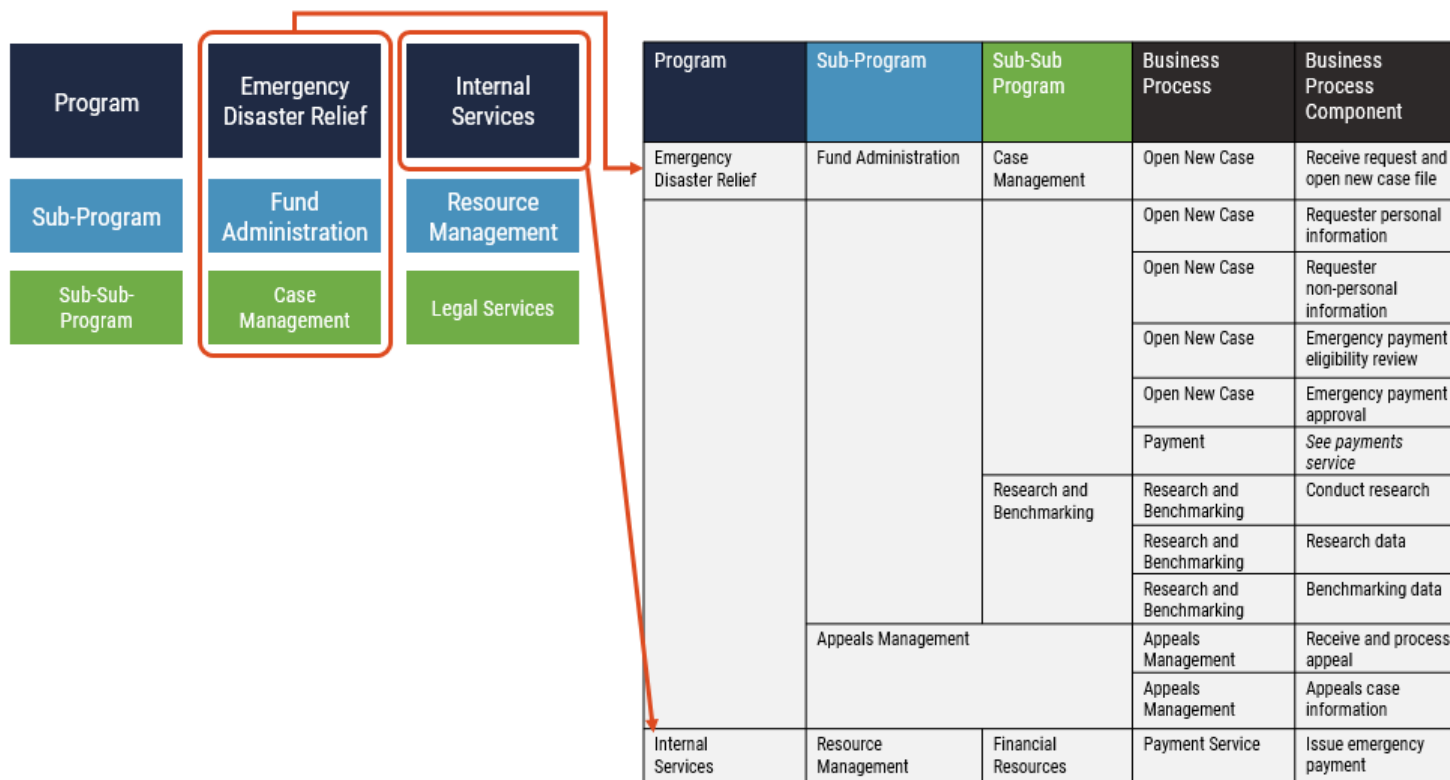 Program
Emergency
Disaster Relief
Internal
Services
Sub-Program
Fund
Administration
Resource
Management
Sub-Sub-
Program
Case
Management
Legal Services
Program
Sub-Program
Sub-Sub
Program
Business
Process
Business
Process
Component
Emergency
Disaster Relief
Fund Administration
Case
Management
Open New Case
Receive request and
open new case file
Open New Case
Requester personal
information
Open New Case
Requester
non-personal
information
Open New Case
Emergency payment
eligibility review
Open New Case
Emergency payment
approval
Payment
See payments
service
Research and
Benchmarking
Research and
Benchmarking
Conduct research
Research and
Benchmarking
Research data
Research and
Benchmarking
Benchmarking data
Appeals Management
Appeals
Management
Receive and process
appeal
Appeals
Management
Appeals case
information
Internal
Services
Resource
Management
Financial
Resources
Payment Service
Issue emergency
payment